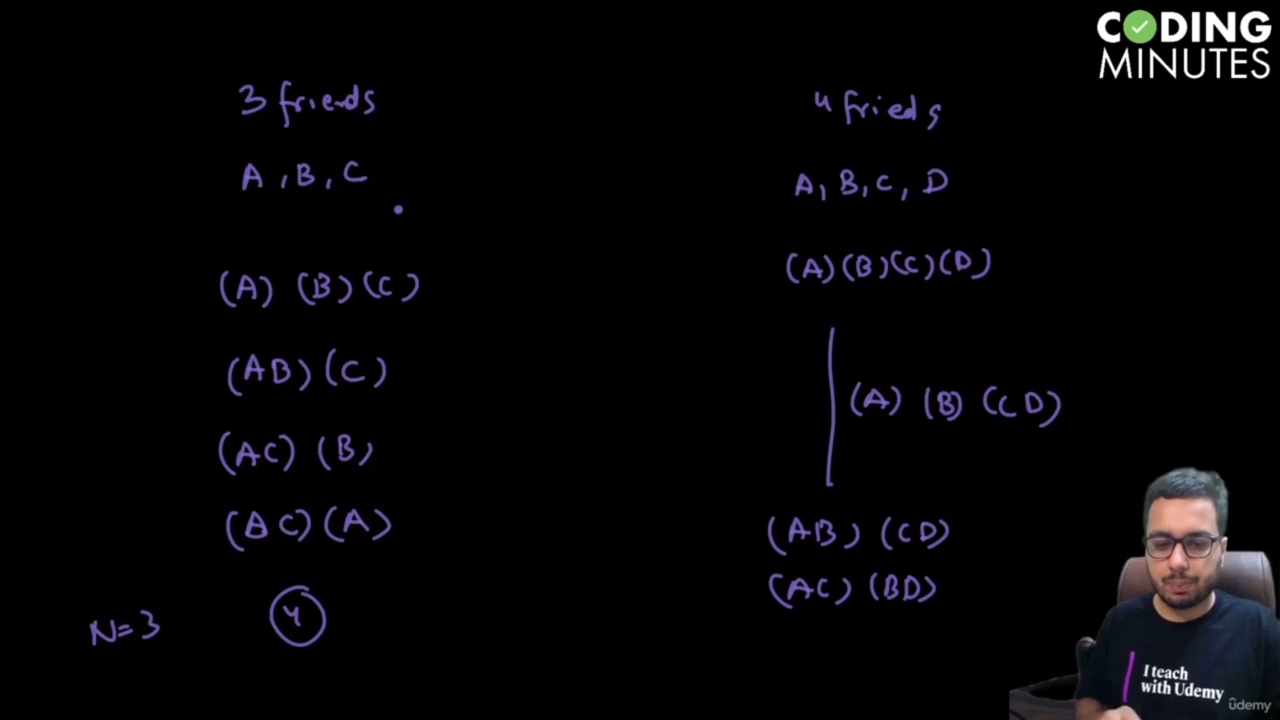 CODING
MINUTES
3 friends
A, B, C
(A) (B) (C)
(AB) (C)
(AC) (B)
(BC) (A)
N=3
4
4 frieds
A, B, C, D
(A) (B) (C) (D)
(A) (B) (CD)
(AB) (CD)
(AC) (BD)
I teach
with Udemy
ûdemy